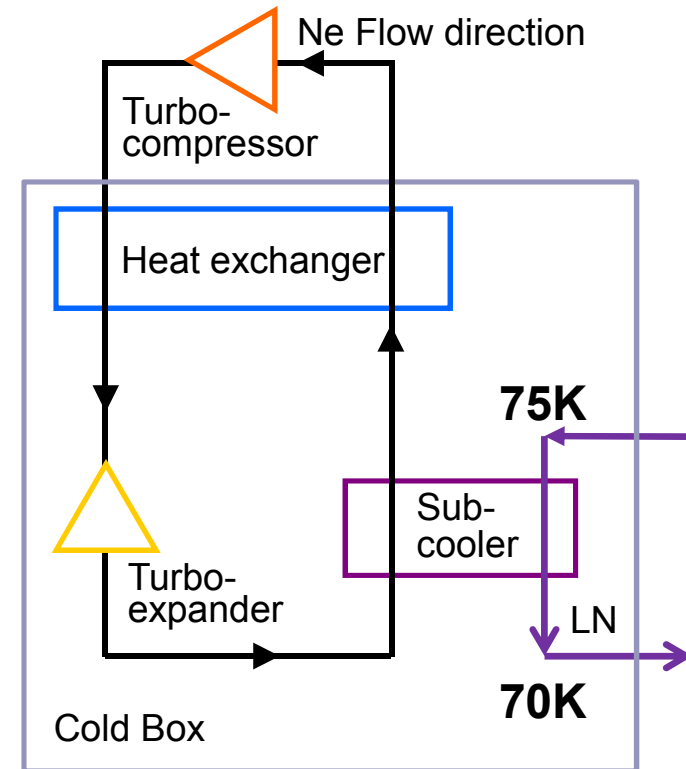 Ne Flow direction
Turbo-
compressor
Heat exchanger
75K
Sub-
cooler
Turbo-
expander
LN
70K
Cold Box